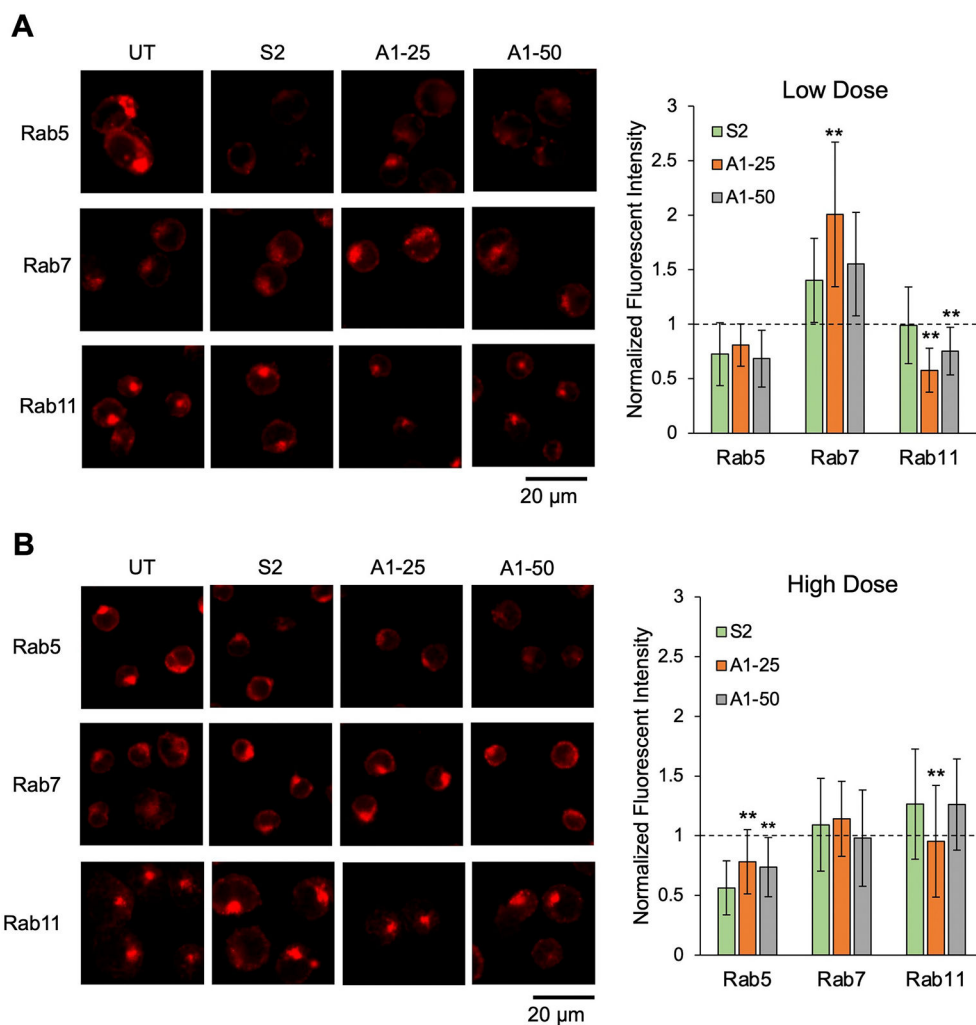 A
UT S2 A1-25 A1-50
Rab5
Rab7
Rab11
20 µm
Low Dose
Normalized Fluorescent Intensity
3
2.5
2
1.5
1
0.5
0
S2
A1-25
A1-50
**
** **
Rab5 Rab7 Rab11
B
UT S2 A1-25 A1-50
Rab5
Rab7
Rab11
20 µm
High Dose
Normalized Fluorescent Intensity
3
2.5
2
1.5
1
0.5
0
S2
A1-25
A1-50
** **
**
Rab5 Rab7 Rab11